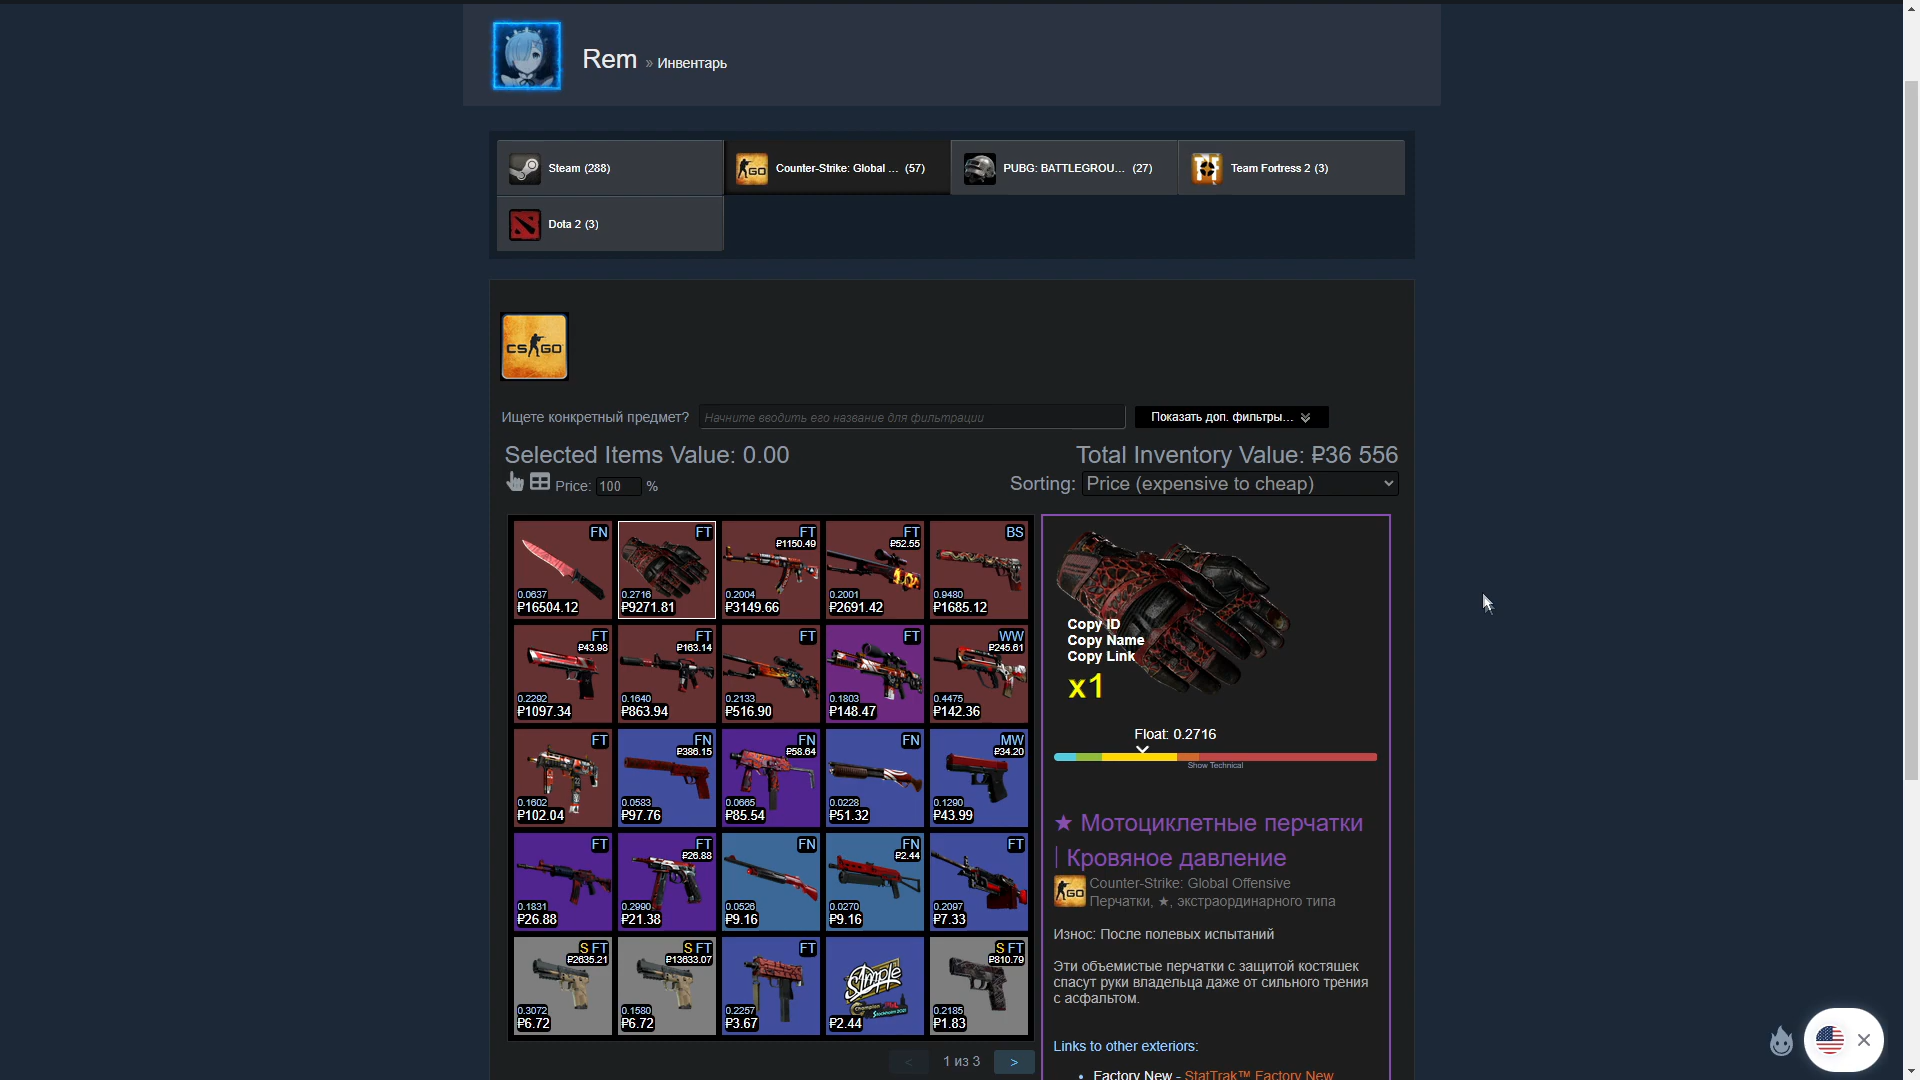 Rem » Инвентарь
Steam (288)
Counter-Strike: Global ... (57)
PUBG: BATTLEGROU... (27)
Team Fortress 2 (3)
Dota 2 (3)
CS GO
Ищете конкретный предмет? Начните вводить его название для фильтрации Показать доп. фильтры...
Selected Items Value: 0.00 Total Inventory Value: ₽36 556
Price: 100 % Sorting: Price (expensive to cheap)
FN 0.0637 ₽16504.12
FT 0.2716 ₽9271.81
FT ₽1150.49 0.2004 ₽3149.66
FT ₽52.55 0.2001 ₽2691.42
BS 0.9480 ₽1685.12
FT ₽43.98 0.2292 ₽1097.34
FT ₽163.14 0.1640 ₽863.94
FT 0.2133 ₽516.90
FT 0.1803 ₽148.47
WW ₽245.61 0.4475 ₽142.36
FT 0.1602 ₽102.04
FN ₽386.15 0.0583 ₽97.76
FN ₽58.64 0.0665 ₽85.54
FN 0.0228 ₽51.32
MW ₽34.20 0.1290 ₽43.99
FT 0.1831 ₽26.88
FT ₽26.88 0.2990 ₽21.38
FN 0.0526 ₽9.16
FN ₽2.44 0.0270 ₽9.16
FT 0.2097 ₽7.33
S FT ₽2635.21 0.3072 ₽6.72
S FT ₽13633.07 0.1580 ₽6.72
FT 0.2257 ₽3.67
S1mple Champion Stockholm 2021 ₽2.44
S FT ₽810.79 0.2185 ₽1.83
< 1 из 3 >
Copy ID
Copy Name
Copy Link
x1
Float: 0.2716
Show Technical
★ Мотоциклетные перчатки
| Кровяное давление
Counter-Strike: Global Offensive
Перчатки, ★, экстраординарного типа
Износ: После полевых испытаний
Эти объемистые перчатки с защитой костяшек
спасут руки владельца даже от сильного трения
с асфальтом.
Links to other exteriors:
• Factory New - StatTrak™ Factory New